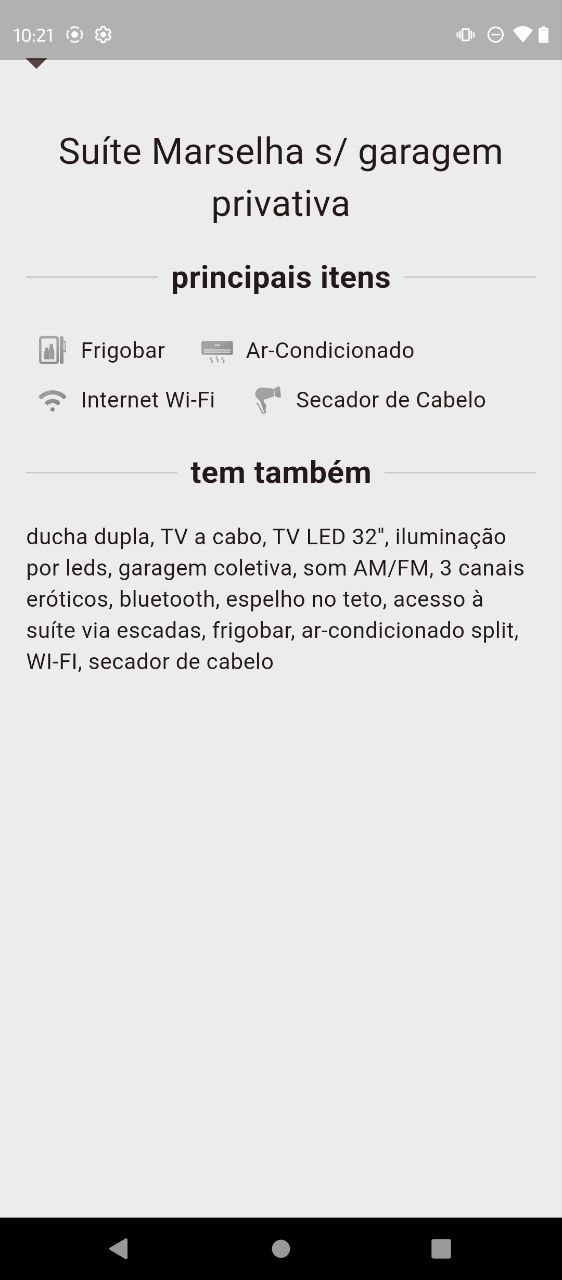 10:21
Suíte Marselha s/ garagem
privativa
principais itens
Frigobar Ar-Condicionado
Internet Wi-Fi Secador de Cabelo
tem também
ducha dupla, TV a cabo, TV LED 32", iluminação
por leds, garagem coletiva, som AM/FM, 3 canais
eróticos, bluetooth, espelho no teto, acesso à
suíte via escadas, frigobar, ar-condicionado split,
WI-FI, secador de cabelo